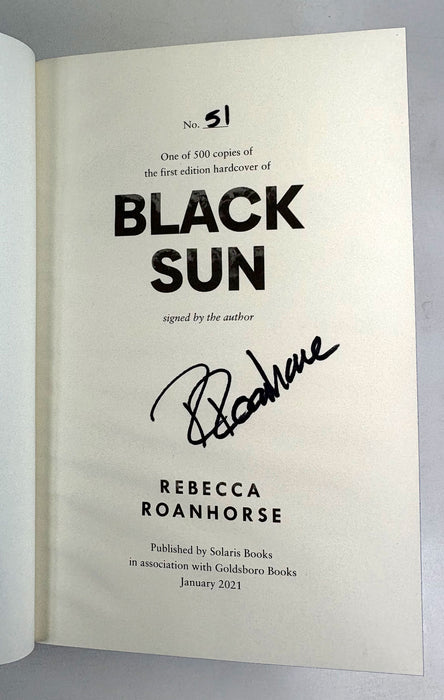 No. 51
One of 500 copies of
the first edition hardcover of
BLACK
SUN
signed by the author
RRoanhorse
REBECCA
ROANHORSE
Published by Solaris Books
in association with Goldsboro Books
January 2021